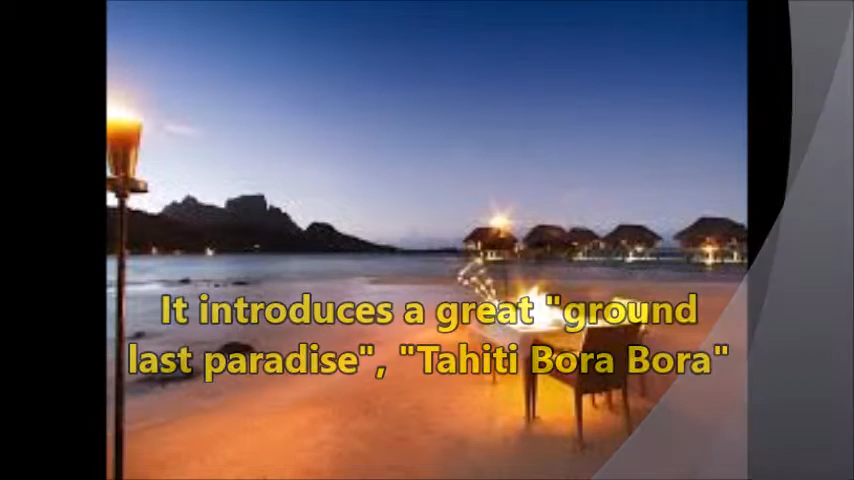 It introduces a great "ground
last paradise", "Tahiti Bora Bora"